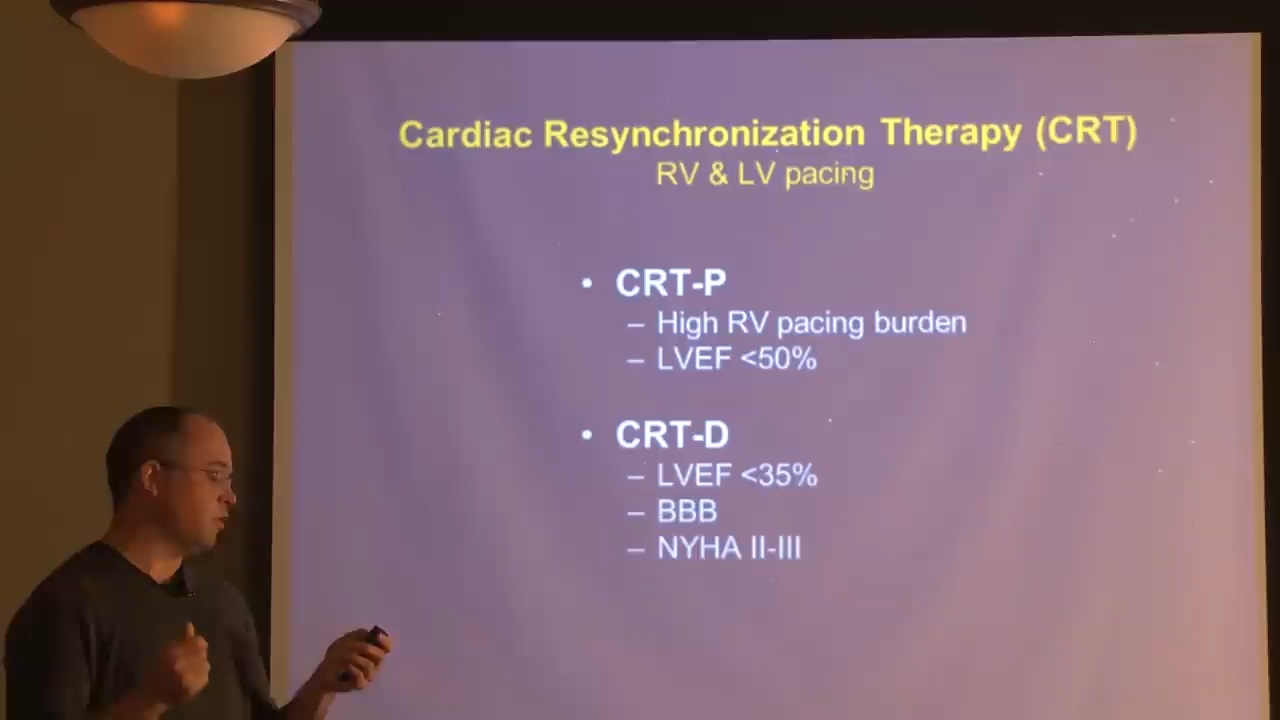 Cardiac Resynchronization Therapy (CRT)
RV & LV pacing
• CRT-P
– High RV pacing burden
– LVEF <50%
• CRT-D
– LVEF <35%
– BBB
– NYHA II-III